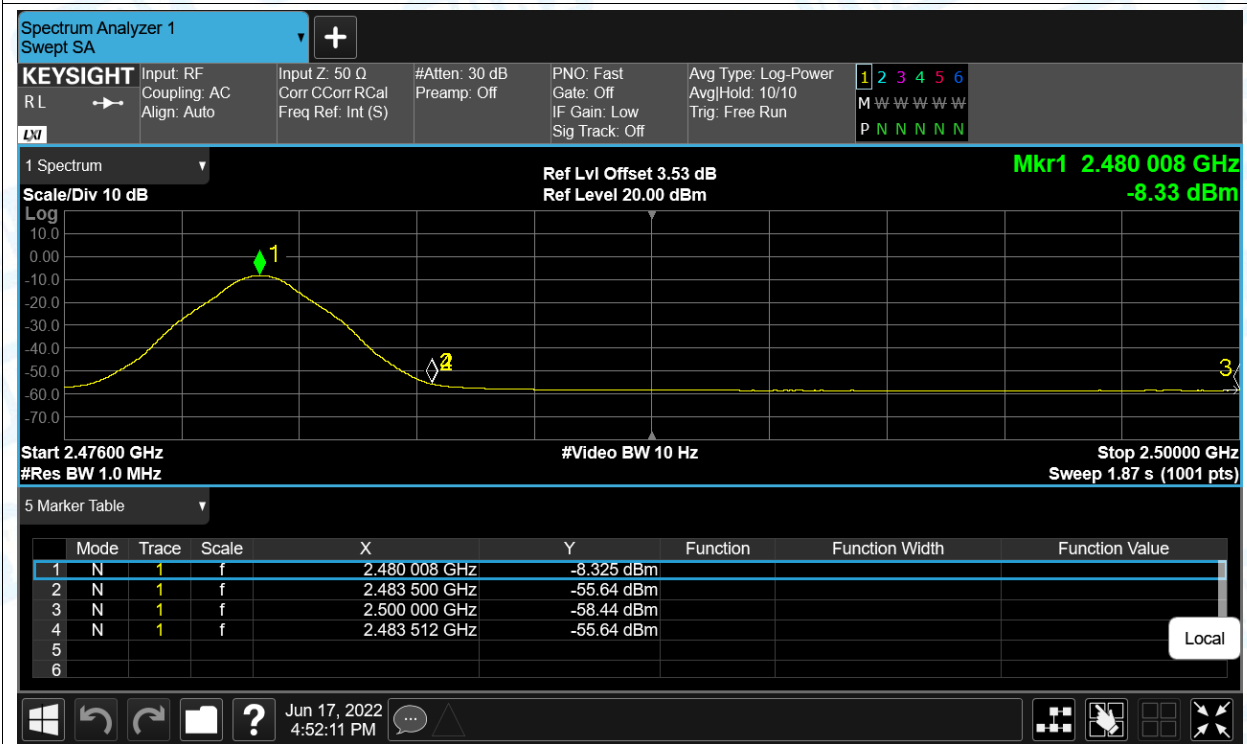 Spectrum Analyzer 1
Swept SA
KEYSIGHT
R L
LXI
Input: RF
Coupling: AC
Align: Auto
Input Z: 50 Ω
Corr CCorr RCal
Freq Ref: Int (S)
#Atten: 30 dB
Preamp: Off
PNO: Fast
Gate: Off
IF Gain: Low
Sig Track: Off
Avg Type: Log-Power
Avg|Hold: 10/10
Trig: Free Run
1 2 3 4 5 6
M W W W W W
P N N N N N
1 Spectrum
Scale/Div 10 dB
Ref Lvl Offset 3.53 dB
Ref Level 20.00 dBm
Mkr1 2.480 008 GHz
-8.33 dBm
Log
10.0
0.00
-10.0
-20.0
-30.0
-40.0
-50.0
-60.0
-70.0
1
3
Start 2.47600 GHz
#Res BW 1.0 MHz
#Video BW 10 Hz
Stop 2.50000 GHz
Sweep 1.87 s (1001 pts)
5 Marker Table
Mode Trace Scale X Y Function Function Width Function Value
1 N 1 f 2.480 008 GHz -8.325 dBm
2 N 1 f 2.483 500 GHz -55.64 dBm
3 N 1 f 2.500 000 GHz -58.44 dBm
4 N 1 f 2.483 512 GHz -55.64 dBm
5
6
Local
?
Jun 17, 2022
4:52:11 PM